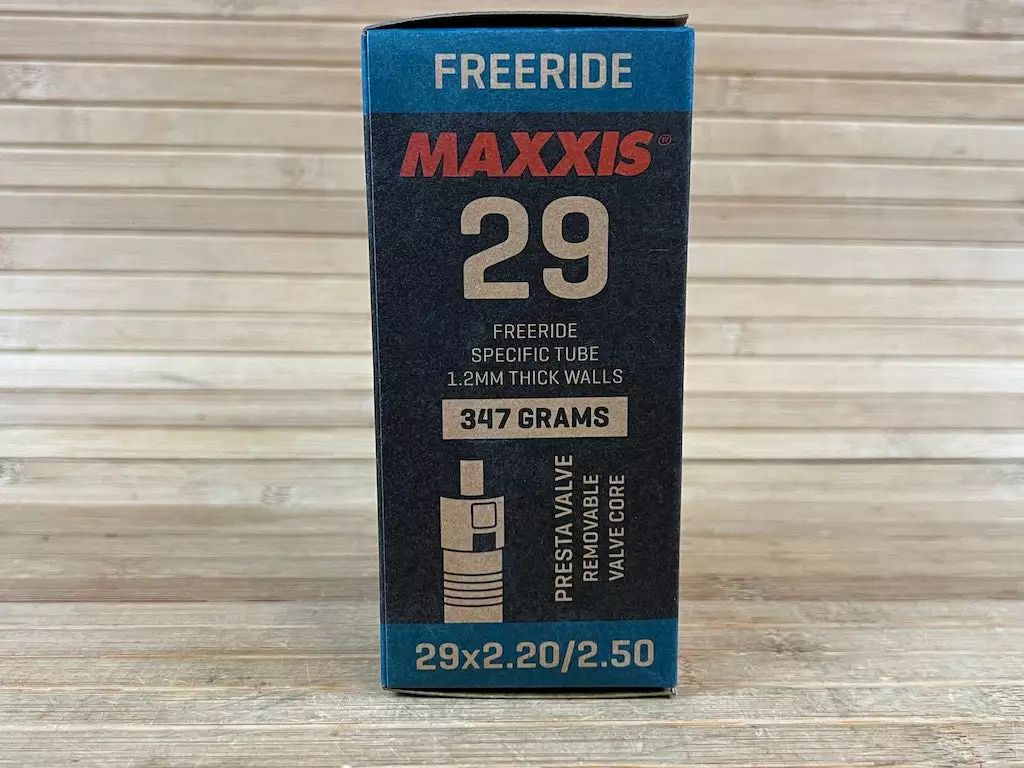 FREERIDE
MAXXIS®
29
FREERIDE
SPECIFIC TUBE
1.2MM THICK WALLS
347 GRAMS
PRESTA VALVE
REMOVABLE
VALVE CORE
29x2.20/2.50